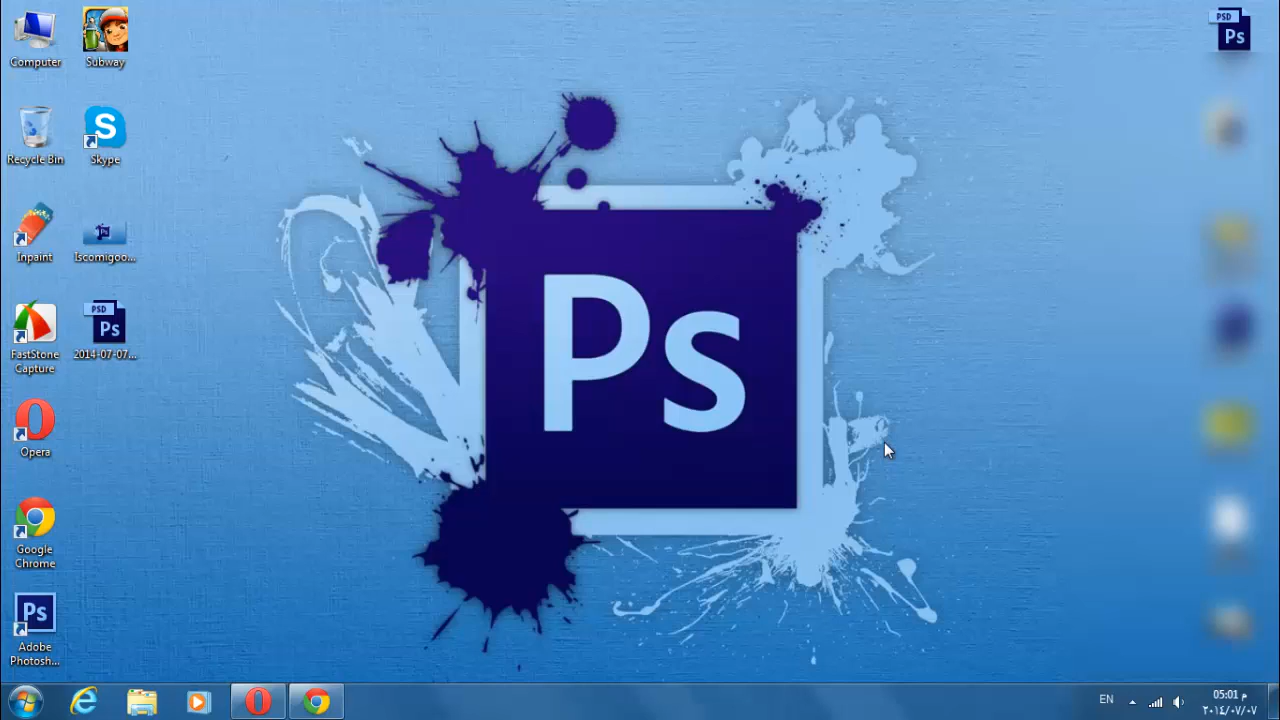 Computer
Subway
PSD
Ps
Recycle Bin
S
Skype
Inpaint
Ps
Iscomigoo...
FastStone
Capture
PSD
Ps
2014-07-07...
Opera
Google
Chrome
Ps
Adobe
Photosh...
Ps
EN
05:01 م
٢٠١٤/٠٧/٠٧